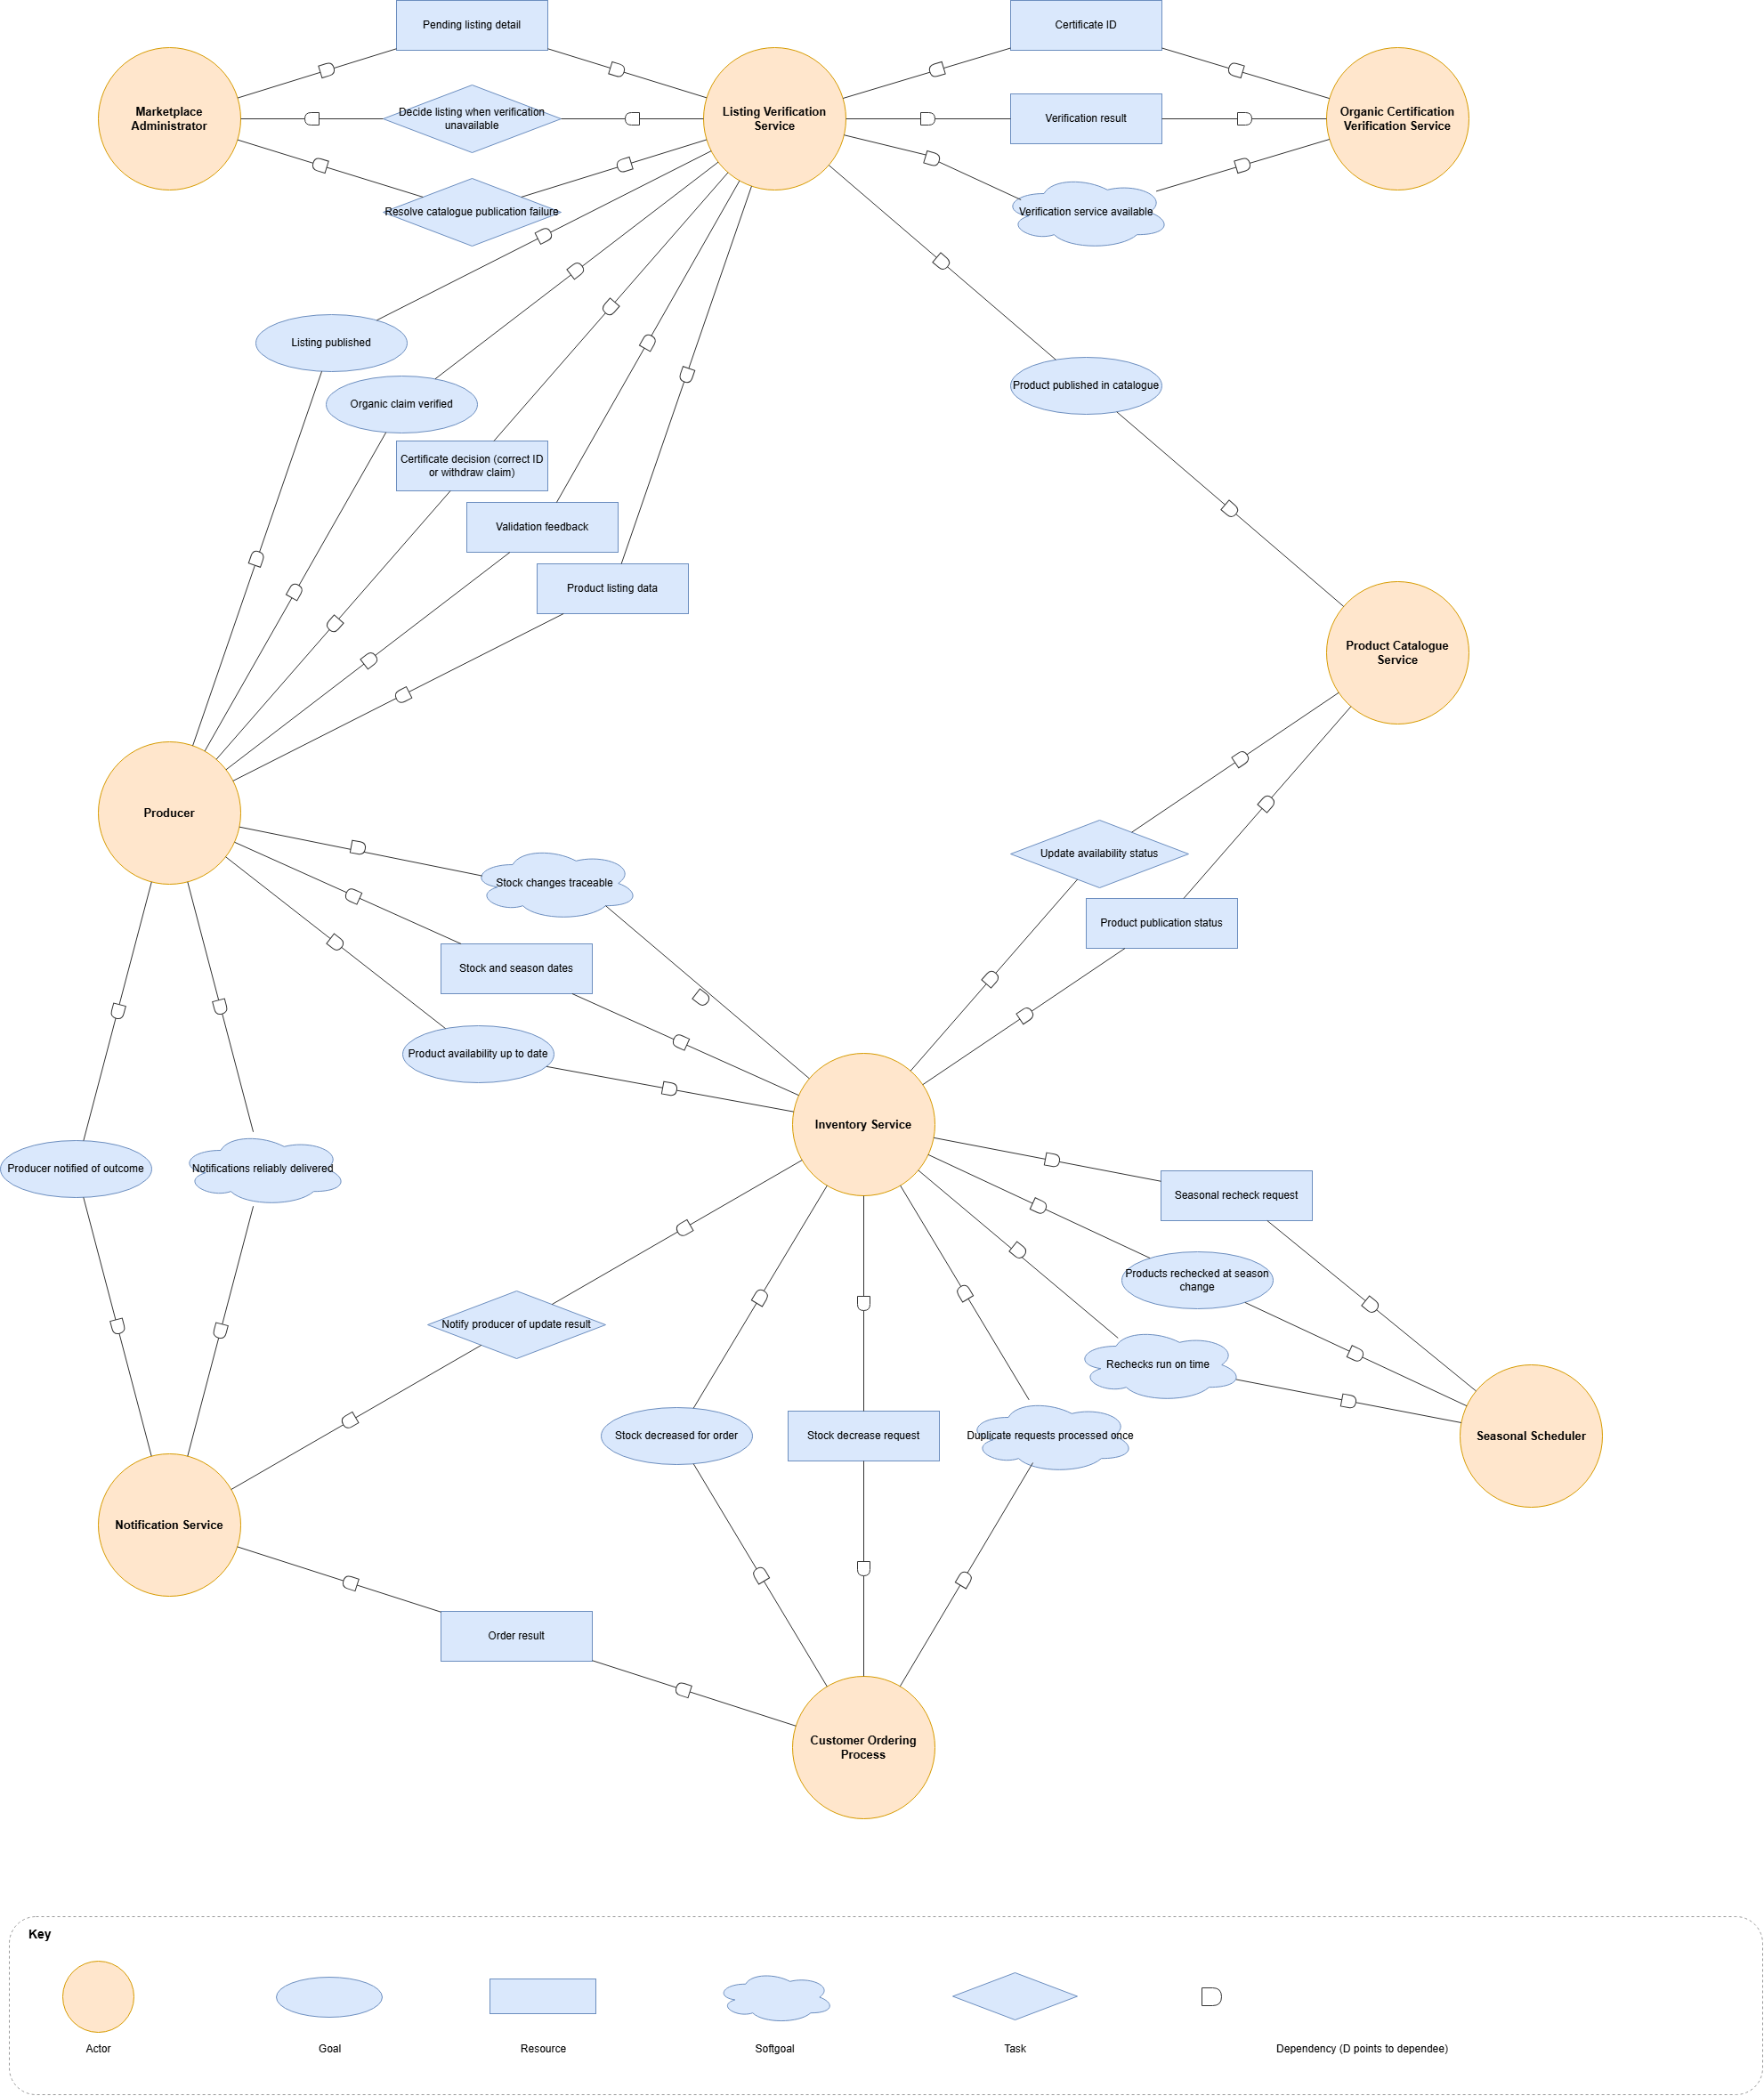 Pending listing detail
Certificate ID
Marketplace
Administrator
Decide listing when verification
unavailable
Listing Verification
Service
Verification result
Organic Certification
Verification Service
Resolve catalogue publication failure
Verification service available
Listing published
Product published in catalogue
Organic claim verified
Certificate decision (correct ID
or withdraw claim)
Validation feedback
Product listing data
Product Catalogue
Service
Producer
Update availability status
Stock changes traceable
Product publication status
Stock and season dates
Product availability up to date
Inventory Service
Producer notified of outcome
Notifications reliably delivered
Seasonal recheck request
Products rechecked at season
change
Notify producer of update result
Rechecks run on time
Stock decreased for order
Stock decrease request
Duplicate requests processed once
Seasonal Scheduler
Notification Service
Order result
Customer Ordering
Process
Key
Actor
Goal
Resource
Softgoal
Task
Dependency (D points to dependee)